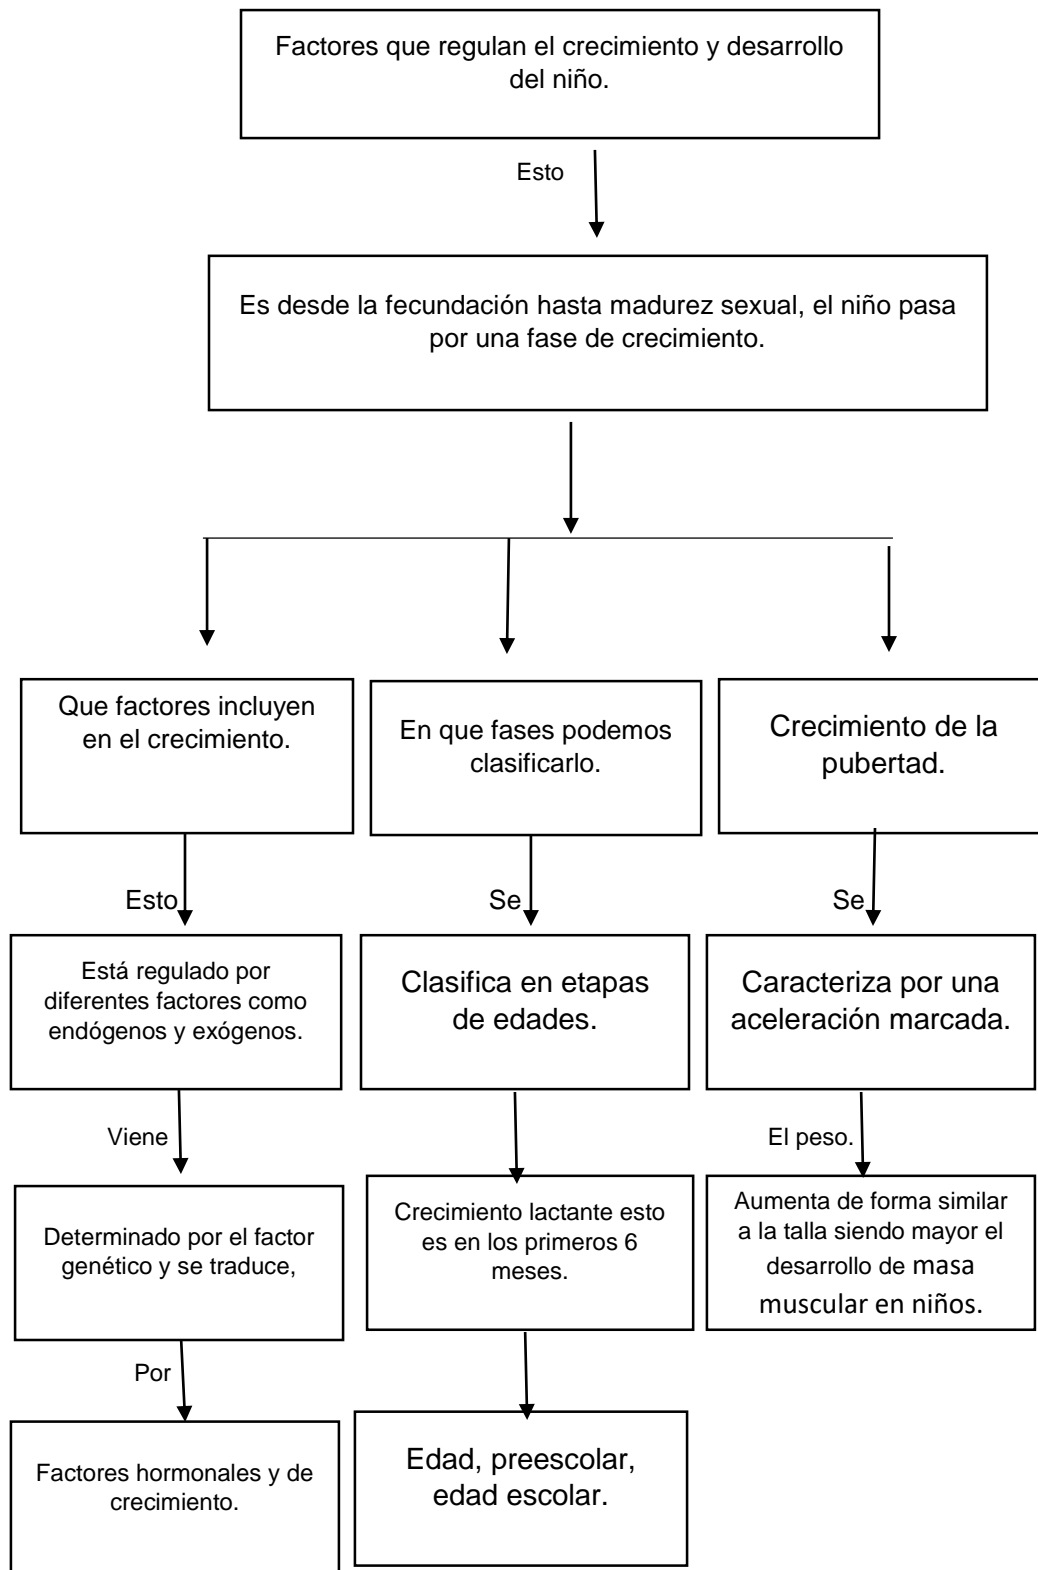 Factores que regulan el crecimiento y desarrollo
del niño.
Esto
Es desde la fecundación hasta madurez sexual, el niño pasa
por una fase de crecimiento.
Que factores incluyen
en el crecimiento.
En que fases podemos
clasificarlo.
Crecimiento de la
pubertad.
Esto
Se
Se
Está regulado por
diferentes factores como
endógenos y exógenos.
Clasifica en etapas
de edades.
Caracteriza por una
aceleración marcada.
Viene
El peso.
Determinado por el factor
genético y se traduce,
Crecimiento lactante esto
es en los primeros 6
meses.
Aumenta de forma similar
a la talla siendo mayor el
desarrollo de masa
muscular en niños.
Por
Factores hormonales y de
crecimiento.
Edad, preescolar,
edad escolar.